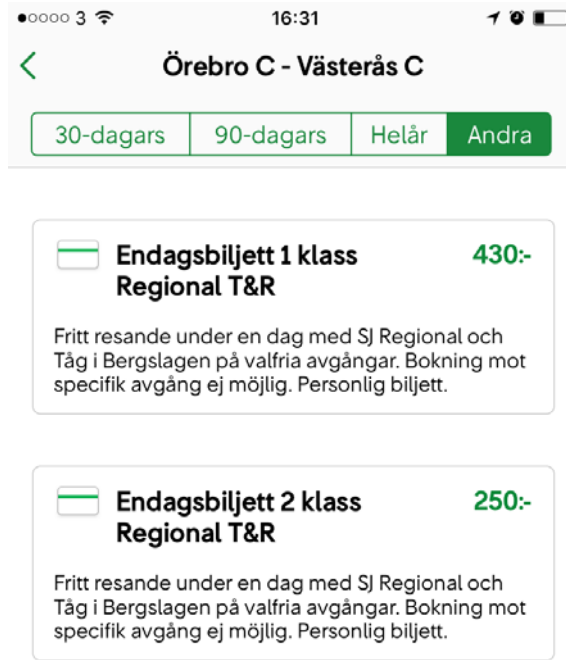 3 16:31
Örebro C - Västerås C
30-dagars 90-dagars Helår Andra
Endagsbiljett 1 klass 430:-
Regional T&R
Fritt resande under en dag med SJ Regional och
Tåg i Bergslagen på valfria avgångar. Bokning mot
specifik avgång ej möjlig. Personlig biljett.
Endagsbiljett 2 klass 250:-
Regional T&R
Fritt resande under en dag med SJ Regional och
Tåg i Bergslagen på valfria avgångar. Bokning mot
specifik avgång ej möjlig. Personlig biljett.